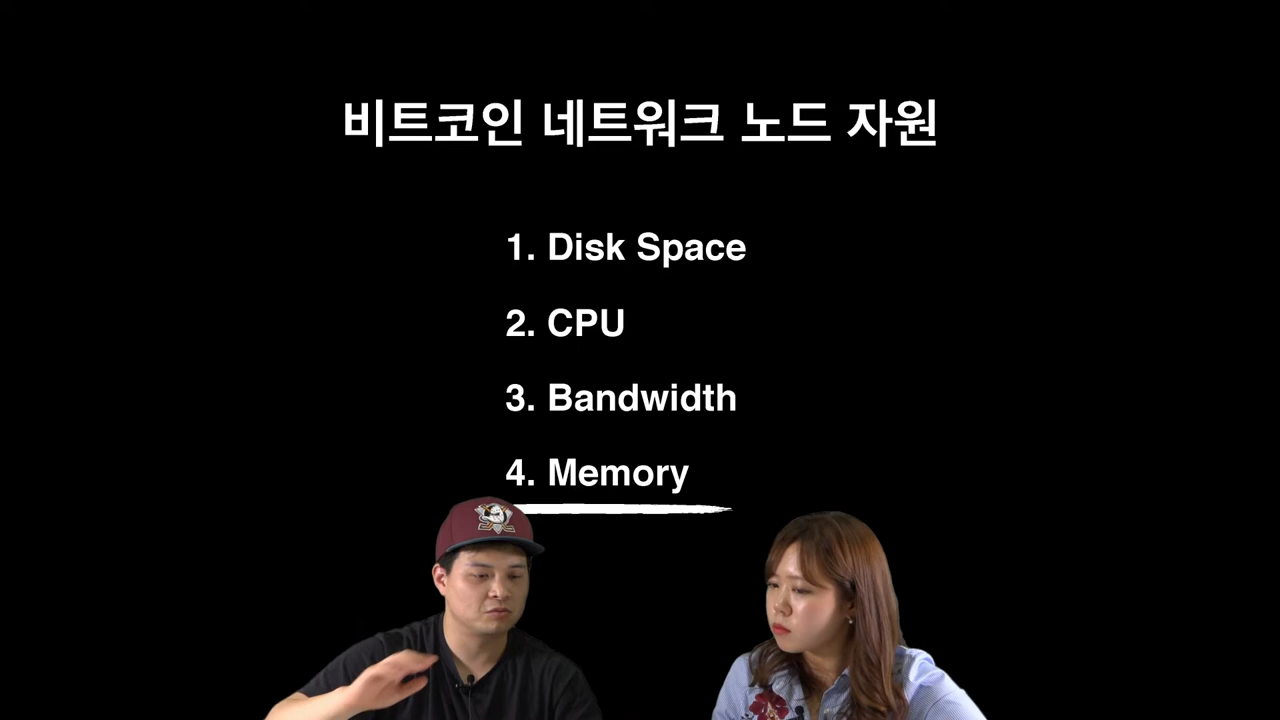 비트코인 네트워크 노드 자원
1. Disk Space
2. CPU
3. Bandwidth
4. Memory